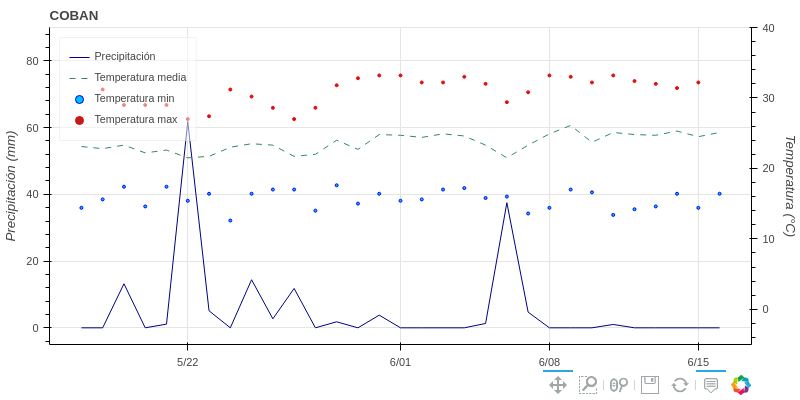 COBAN
Precipitación
Temperatura media
Temperatura min
Temperatura max
Precipitación (mm)
80
60
40
20
0
Temperatura (°C)
40
30
20
10
0
5/22
6/01
6/08
6/15